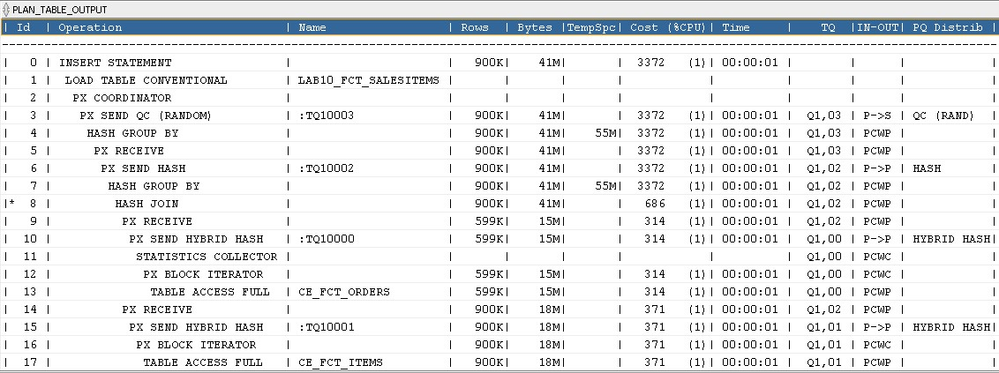 PLAN_TABLE_OUTPUT
| Id | Operation | Name | Rows | Bytes |TempSpc| Cost (%CPU)| Time | TQ |IN-OUT| PQ Distrib |
| 0 | INSERT STATEMENT | | 900K| 41M| | 3372 (1)| 00:00:01 | | | |
| 1 | LOAD TABLE CONVENTIONAL | LAB10_FCT_SALESITEMS | | | | | | | | |
| 2 | PX COORDINATOR | | | | | | | | | |
| 3 | PX SEND QC (RANDOM) | :TQ10003 | 900K| 41M| | 3372 (1)| 00:00:01 | Q1,03 | P->S | QC (RAND) |
| 4 | HASH GROUP BY | | 900K| 41M| 55M| 3372 (1)| 00:00:01 | Q1,03 | PCWP | |
| 5 | PX RECEIVE | | 900K| 41M| | 3372 (1)| 00:00:01 | Q1,03 | PCWP | |
| 6 | PX SEND HASH | :TQ10002 | 900K| 41M| | 3372 (1)| 00:00:01 | Q1,02 | P->P | HASH |
| 7 | HASH GROUP BY | | 900K| 41M| 55M| 3372 (1)| 00:00:01 | Q1,02 | PCWP | |
|* 8 | HASH JOIN | | 900K| 41M| | 686 (1)| 00:00:01 | Q1,02 | PCWP | |
| 9 | PX RECEIVE | | 599K| 15M| | 314 (1)| 00:00:01 | Q1,02 | PCWP | |
| 10 | PX SEND HYBRID HASH | :TQ10000 | 599K| 15M| | 314 (1)| 00:00:01 | Q1,00 | P->P | HYBRID HASH|
| 11 | STATISTICS COLLECTOR | | | | | | | Q1,00 | PCWC | |
| 12 | PX BLOCK ITERATOR | | 599K| 15M| | 314 (1)| 00:00:01 | Q1,00 | PCWC | |
| 13 | TABLE ACCESS FULL | CE_FCT_ORDERS | 599K| 15M| | 314 (1)| 00:00:01 | Q1,00 | PCWP | |
| 14 | PX RECEIVE | | 900K| 18M| | 371 (1)| 00:00:01 | Q1,02 | PCWP | |
| 15 | PX SEND HYBRID HASH | :TQ10001 | 900K| 18M| | 371 (1)| 00:00:01 | Q1,01 | P->P | HYBRID HASH|
| 16 | PX BLOCK ITERATOR | | 900K| 18M| | 371 (1)| 00:00:01 | Q1,01 | PCWC | |
| 17 | TABLE ACCESS FULL | CE_FCT_ITEMS | 900K| 18M| | 371 (1)| 00:00:01 | Q1,01 | PCWP | |